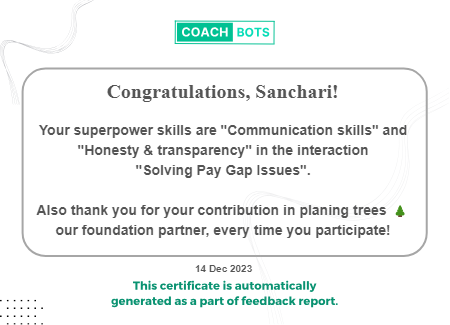 COACH BOTS
Congratulations, Sanchari!
Your superpower skills are "Communication skills" and
"Honesty & transparency" in the interaction
"Solving Pay Gap Issues".
Also thank you for your contribution in planing trees 🌲
our foundation partner, every time you participate!
14 Dec 2023
This certificate is automatically
generated as a part of feedback report.